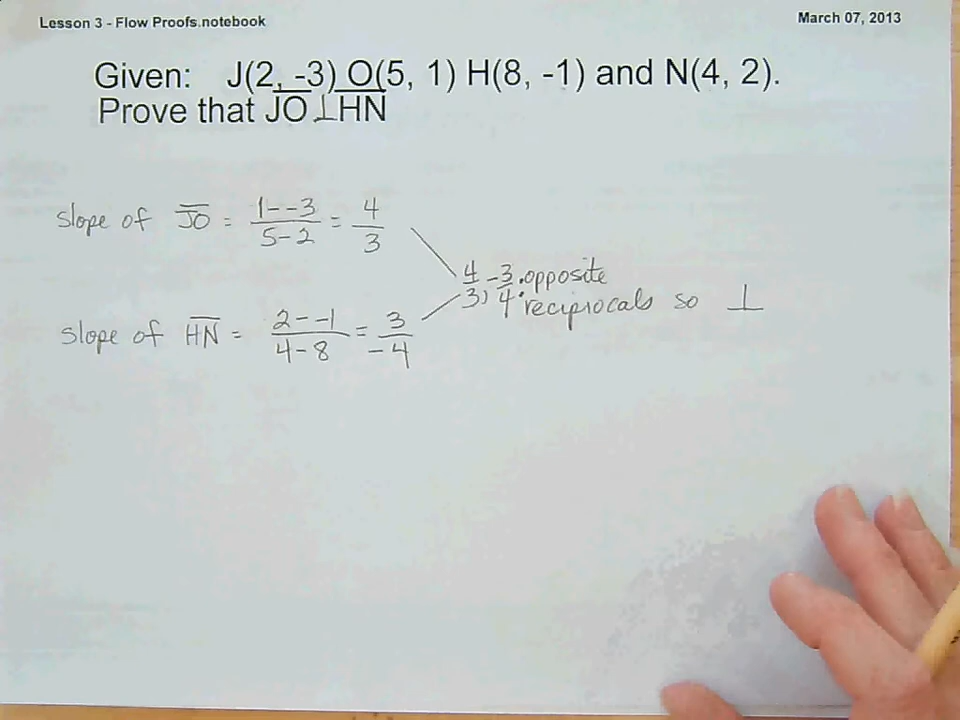 Lesson 3 - Flow Proofs.notebook
March 07, 2013
Given: J(2, -3) O(5, 1) H(8, -1) and N(4, 2).
Prove that JO ⊥ HN
slope of JO = 1--3 / 5-2 = 4/3
4/3, -3/4 : opposite
reciprocals so ⊥
slope of HN = 2--1 / 4-8 = 3/-4